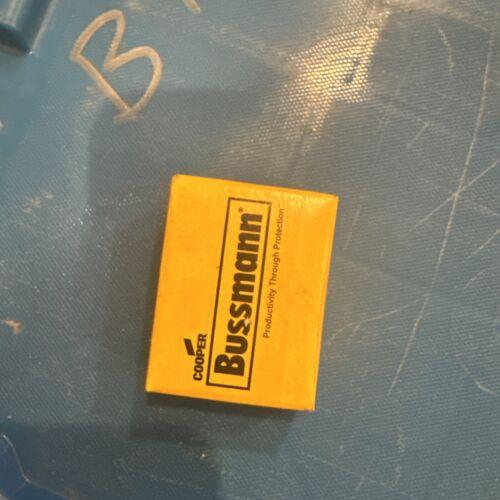 B
COOPER
Bussmann®
Productivity Through Protection